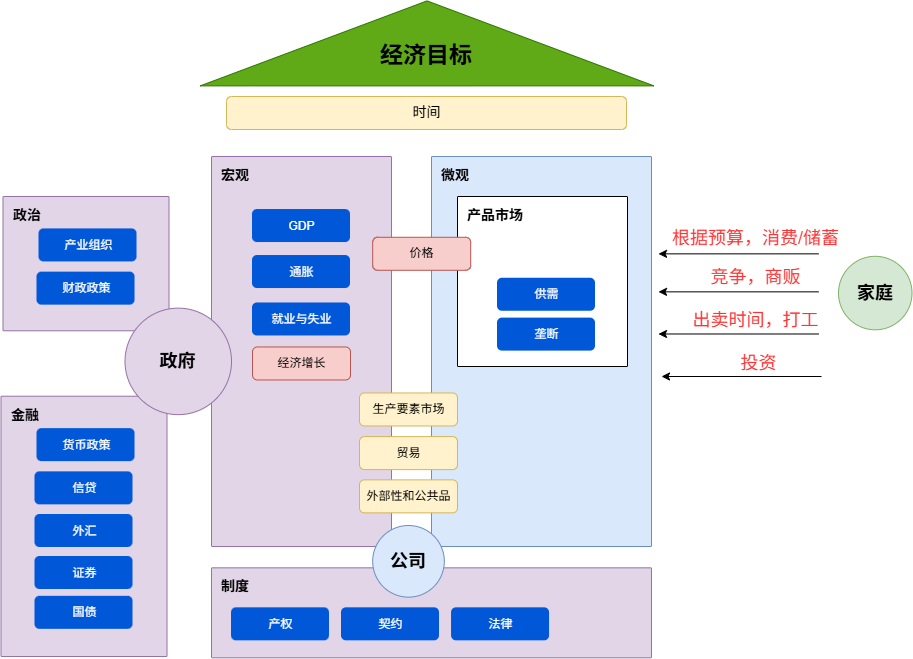 经济目标
时间
宏观
GDP
通胀
就业与失业
经济增长
价格
微观
产品市场
供需
垄断
生产要素市场
贸易
外部性和公共品
公司
政治
产业组织
财政政策
政府
金融
货币政策
信贷
外汇
证券
国债
制度
产权
契约
法律
根据预算，消费/储蓄
竞争，商贩
出卖时间，打工
投资
家庭